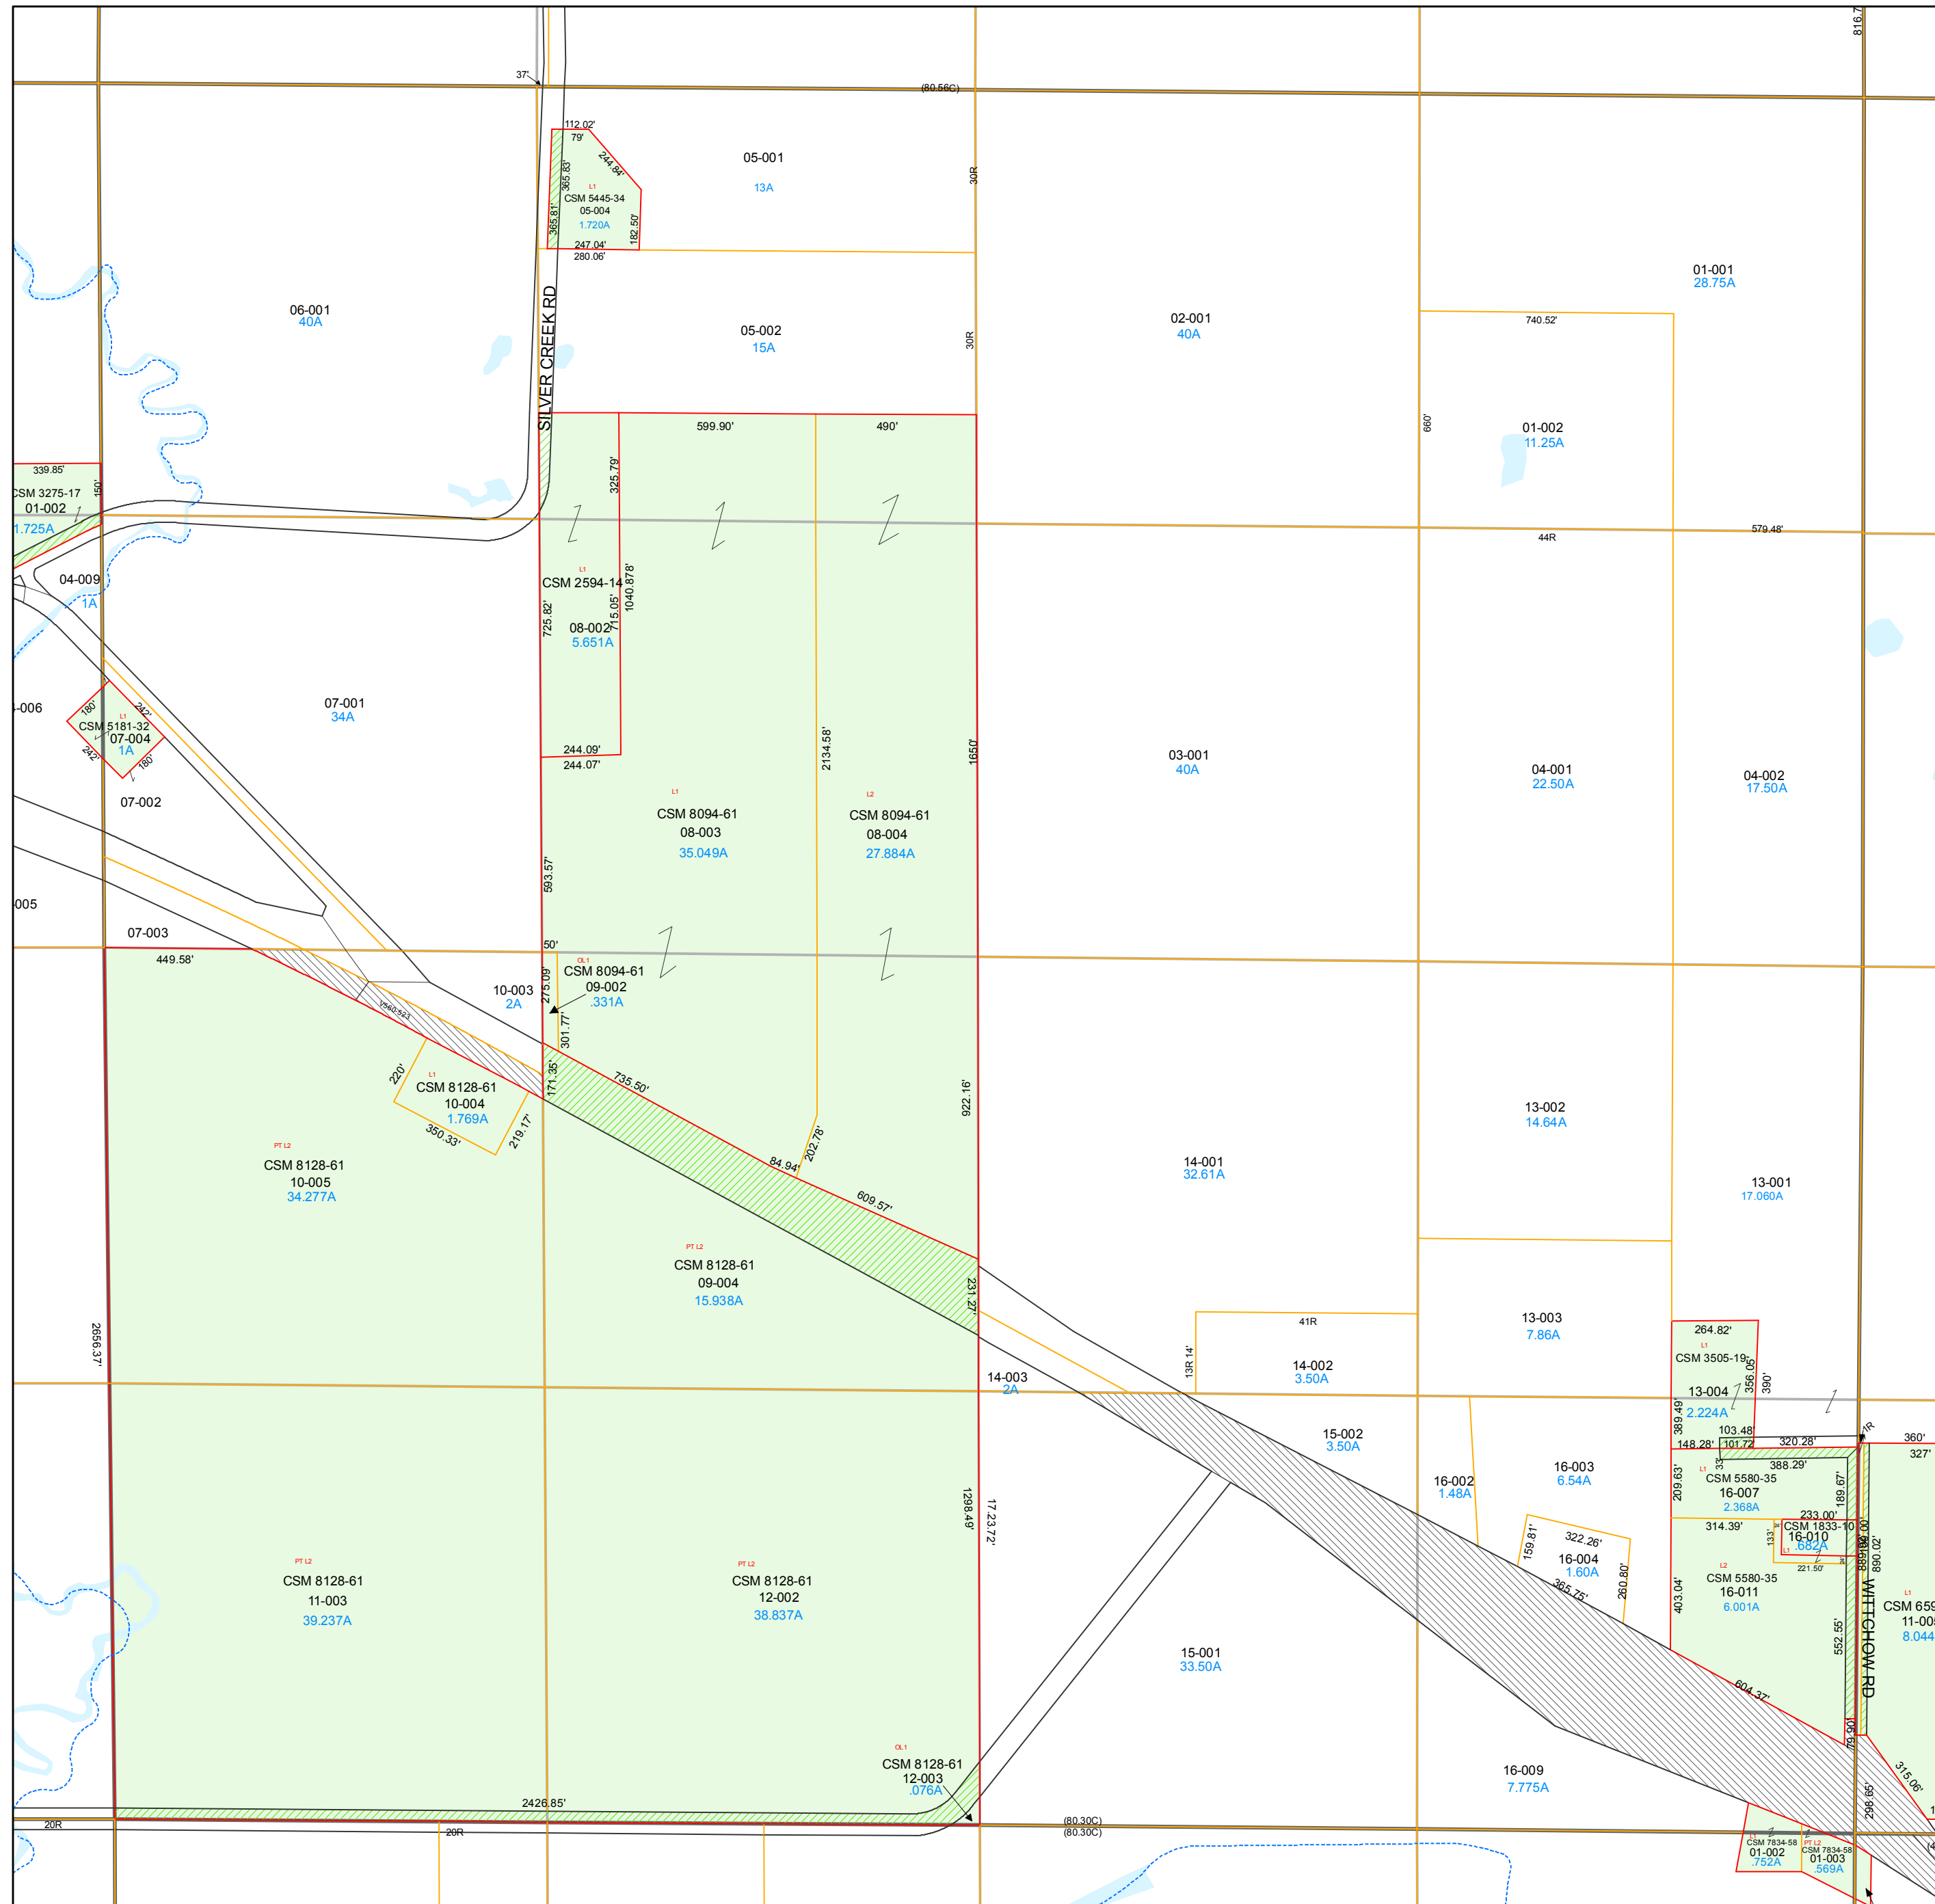 816.7
37'
(80.56C)
112.02'
79'
244.84'
365.83'
365.81'
182.50'
L1
CSM 5445-34
05-004
1.720A
247.04'
280.06'
05-001
13A
30R
01-001
28.75A
06-001
40A
SILVER CREEK RD
05-002
15A
30R
02-001
40A
740.52'
660'
01-002
11.25A
339.85'
150'
CSM 3275-17
01-002
1.725A
599.90'
490'
325.79'
579.48'
44R
04-009
1A
L1
CSM 2594-14
08-002
5.651A
725.82'
715.05'
1040.878'
244.09'
244.07'
07-001
34A
-006
180'
242'
L1
CSM 5181-32
07-004
1A
242'
180'
07-002
2134.58'
1650'
03-001
40A
04-001
22.50A
04-002
17.50A
L1
CSM 8094-61
08-003
35.049A
L2
CSM 8094-61
08-004
27.884A
593.57'
005
07-003
449.58'
50'
OL1
CSM 8094-61
09-002
.331A
275.09'
301.77'
10-003
2A
V560-523
171.35'
735.50'
220'
L1
CSM 8128-61
10-004
1.769A
350.33'
219.17'
922.16'
202.78'
84.94'
609.57'
13-002
14.64A
14-001
32.61A
13-001
17.060A
PT L2
CSM 8128-61
10-005
34.277A
PT L2
CSM 8128-61
09-004
15.938A
231.27'
2656.37'
41R
13R 14'
14-002
3.50A
13-003
7.86A
14-003
2A
264.82'
L1
CSM 3505-19
13-004
2.224A
356.05'
390'
389.49'
103.48'
148.28'
101.72'
320.28'
33'
388.29'
1R
360'
327'
15-002
3.50A
16-002
1.48A
16-003
6.54A
L1
CSM 5580-35
16-007
2.368A
209.63'
189.67'
1298.49'
17.23.72'
159.81'
322.26'
16-004
1.60A
260.80'
365.75'
314.39'
233.00'
CSM 1833-10
16-010
.682A
L1
133'
221.50'
890.02'
L2
CSM 5580-35
16-011
6.001A
403.04'
552.55'
WITTCHOW RD
L1
CSM 659
11-005
8.044
PT L2
CSM 8128-61
11-003
39.237A
PT L2
CSM 8128-61
12-002
38.837A
15-001
33.50A
604.37'
79.90'
315.06'
298.65'
OL1
CSM 8128-61
12-003
.076A
16-009
7.775A
2426.85'
20R
20R
(80.30C)
(80.30C)
CSM 7834-58
01-002
.752A
PT L2
CSM 7834-58
01-003
.569A